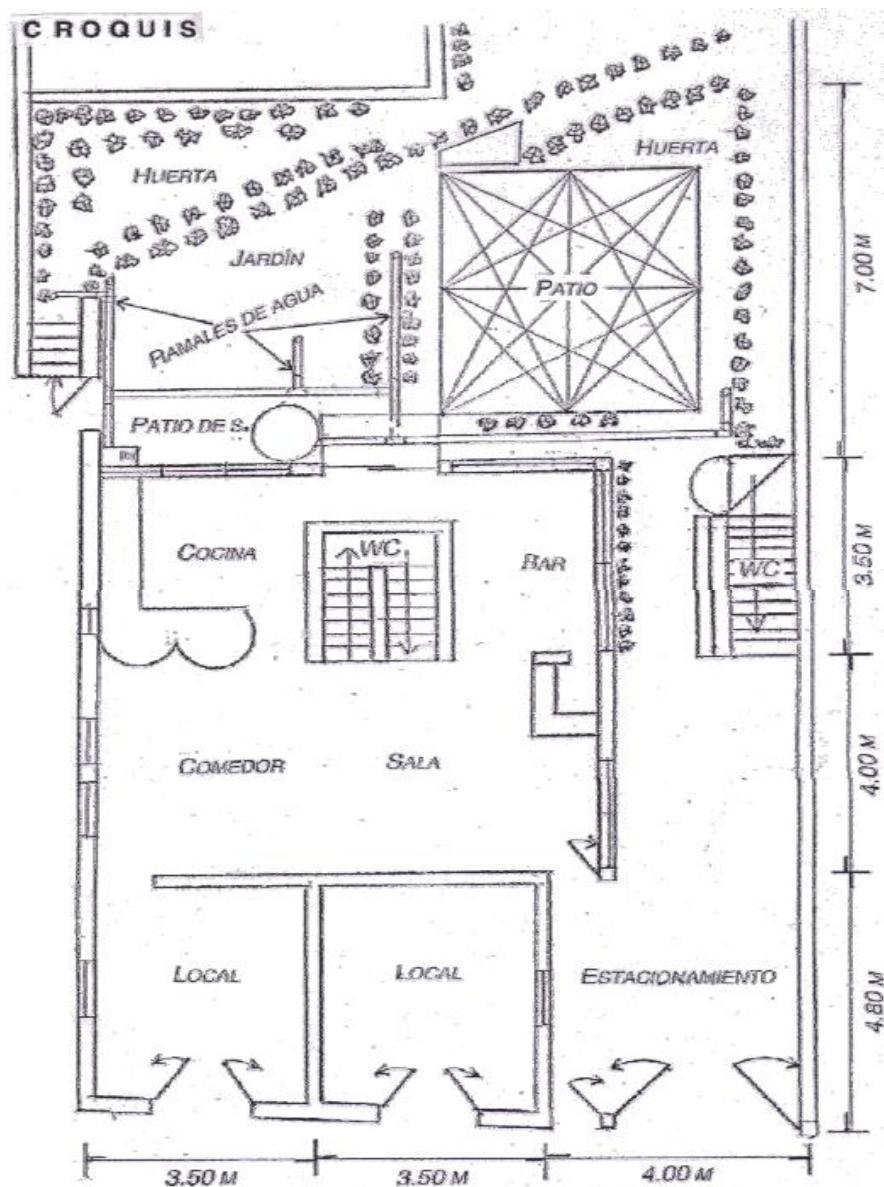 CROQUIS
HUERTA
HUERTA
JARDÍN
PATIO
RAMALES DE AGUA
7.00 M
PATIO DE S.
COCINA
WC
BAR
WC
3.50 M
COMEDOR
SALA
4.00 M
LOCAL
LOCAL
ESTACIONAMIENTO
4.80 M
3.50 M
3.50 M
4.00 M